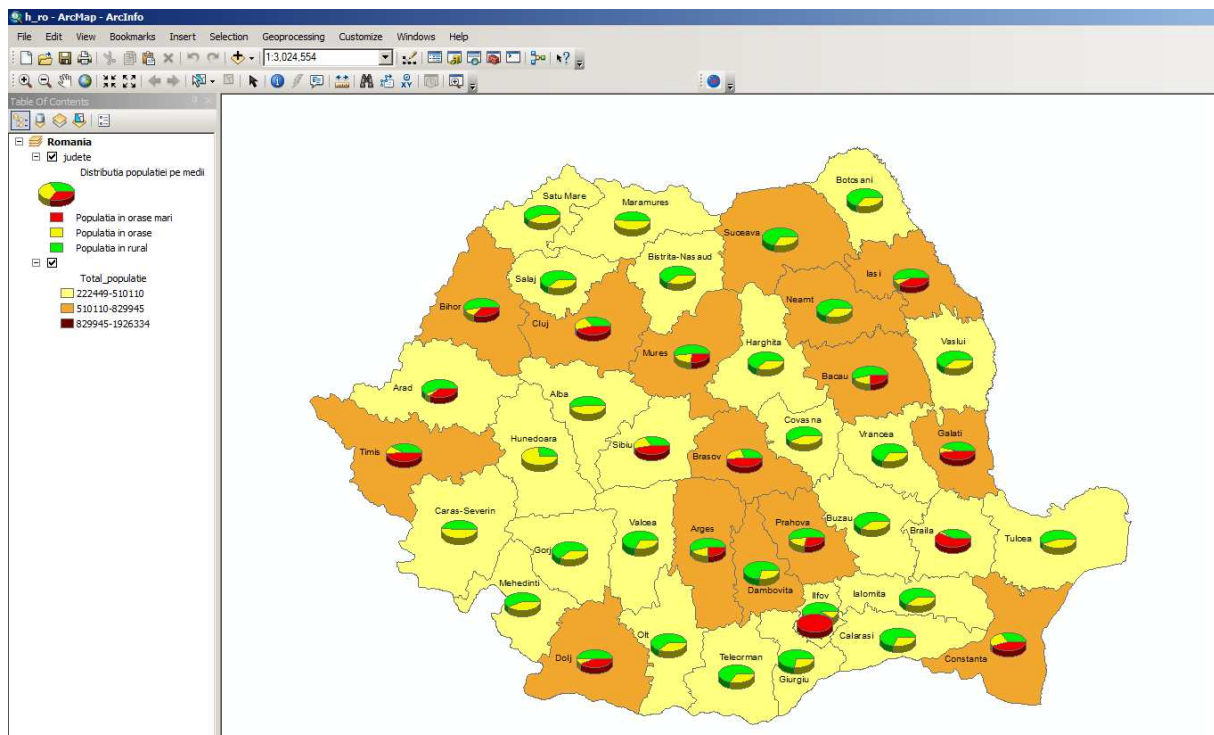 h_ro - ArcMap - ArcInfo
File Edit View Bookmarks Insert Selection Geoprocessing Customize Windows Help
1:3,024,554
Table Of Contents
Romania
judete
Distributia populatiei pe medii
Populatia in orase mari
Populatia in orase
Populatia in rural
Total_populatie
222449-510110
510110-829945
829945-1926334
Botosani
Satu Mare
Maramures
Suceava
Bistrita-Nasaud
Iasi
Salaj
Neamt
Bihor
Cluj
Mures
Harghita
Vaslui
Bacau
Arad
Alba
Covasna
Hunedoara
Sibiu
Vrancea
Galati
Timis
Brasov
Caras-Severin
Valcea
Arges
Prahova
Buzau
Braila
Tulcea
Gorj
Mehedinti
Dambovita
Ilfov
Ialomita
Olt
Calarasi
Dolj
Teleorman
Giurgiu
Constanta